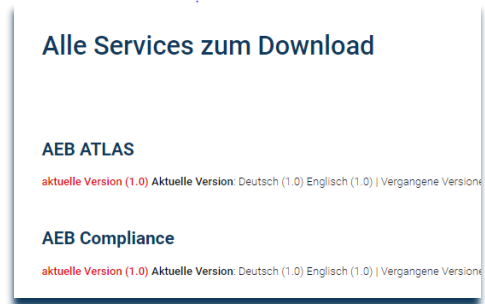 Alle Services zum Download
AEB ATLAS
aktuelle Version (1.0) Aktuelle Version: Deutsch (1.0) Englisch (1.0) | Vergangene Versione
AEB Compliance
aktuelle Version (1.0) Aktuelle Version: Deutsch (1.0) Englisch (1.0) | Vergangene Versione